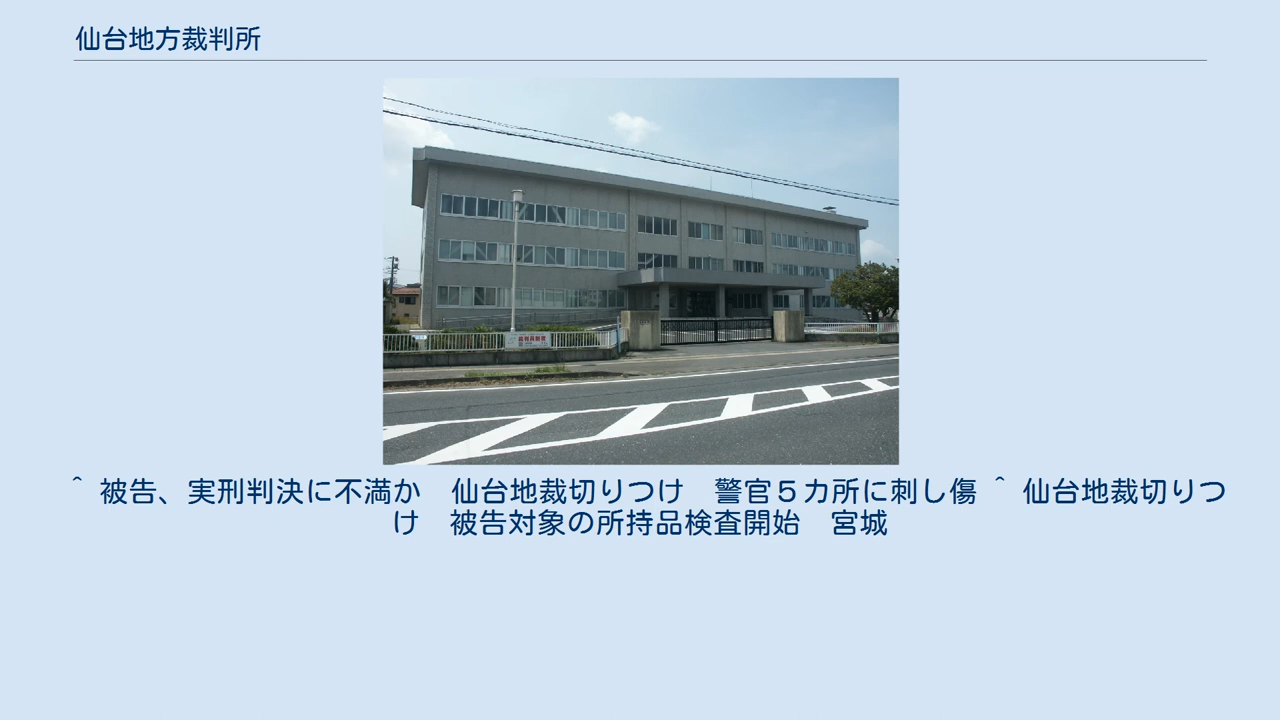 仙台地方裁判所
^ 被告、実刑判決に不満か　仙台地裁切りつけ　警官５カ所に刺し傷 ^ 仙台地裁切りつ
け　被告対象の所持品検査開始　宮城